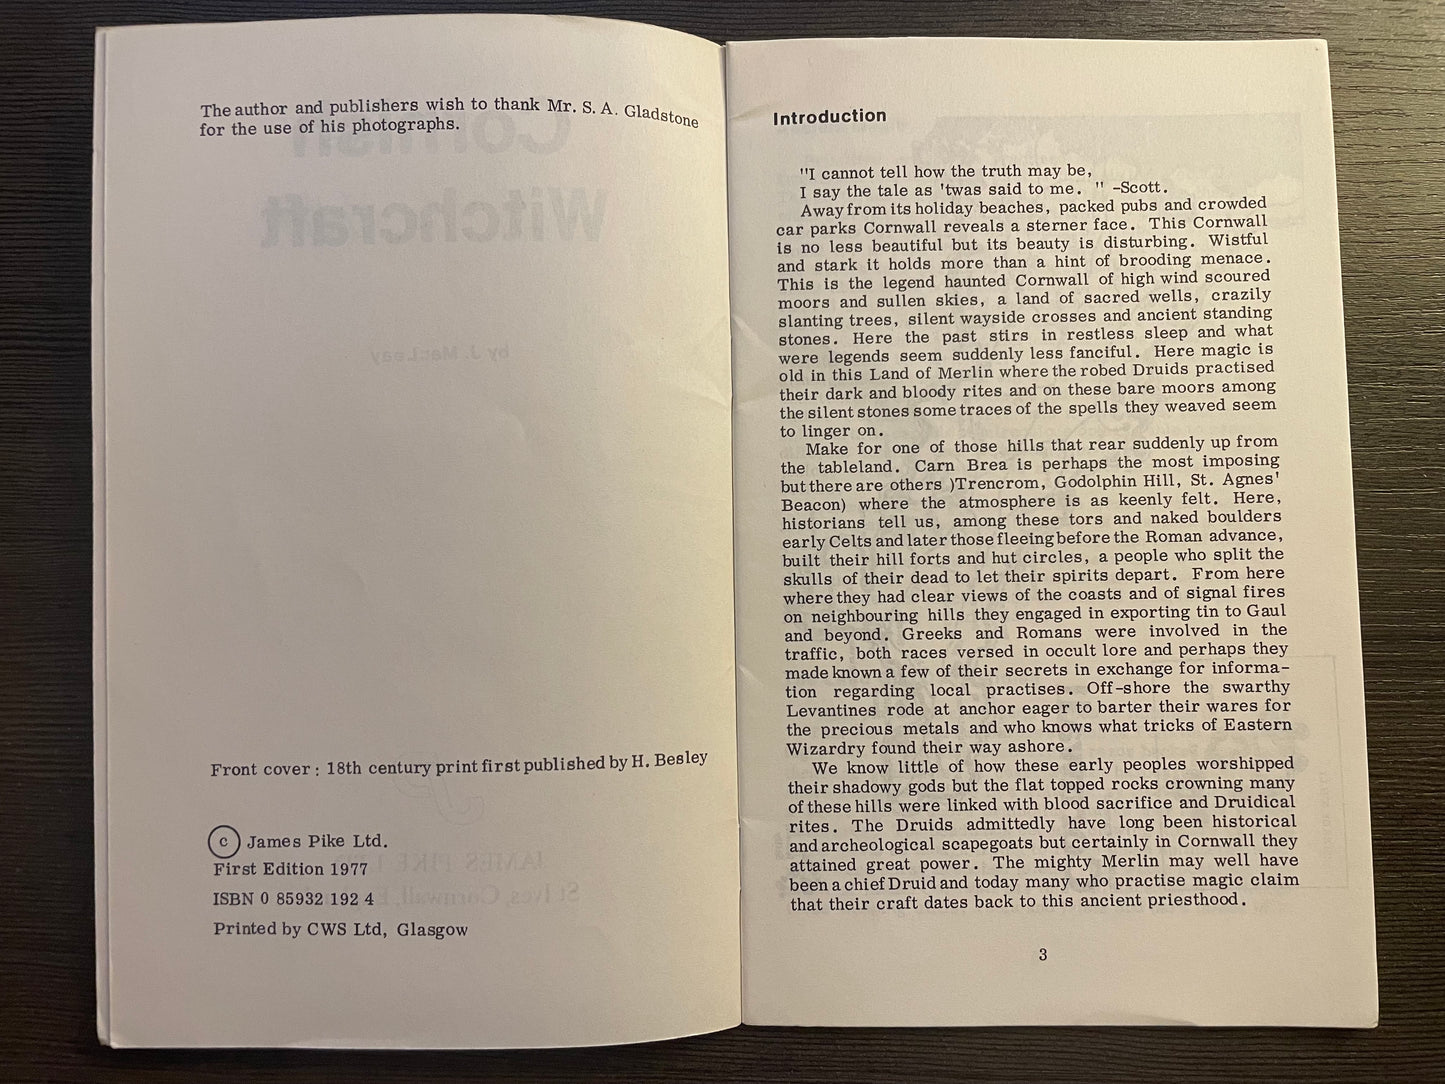 The author and publishers wish to thank Mr. S. A. Gladstone
for the use of his photographs.
Cornish
Witchcraft
by J. MacLeay
Front cover : 18th century print first published by H. Besley
© James Pike Ltd.
First Edition 1977
ISBN 0 85932 192 4
Printed by CWS Ltd, Glasgow
JAMES PIKE
St Ives, Cornwall,
Introduction
"I cannot tell how the truth may be,
I say the tale as 'twas said to me. " -Scott.
Away from its holiday beaches, packed pubs and crowded
car parks Cornwall reveals a sterner face. This Cornwall
is no less beautiful but its beauty is disturbing. Wistful
and stark it holds more than a hint of brooding menace.
This is the legend haunted Cornwall of high wind scoured
moors and sullen skies, a land of sacred wells, crazily
slanting trees, silent wayside crosses and ancient standing
stones. Here the past stirs in restless sleep and what
were legends seem suddenly less fanciful. Here magic is
old in this Land of Merlin where the robed Druids practised
their dark and bloody rites and on these bare moors among
the silent stones some traces of the spells they weaved seem
to linger on.
Make for one of those hills that rear suddenly up from
the tableland. Carn Brea is perhaps the most imposing
but there are others )Trencrom, Godolphin Hill, St. Agnes'
Beacon) where the atmosphere is as keenly felt. Here,
historians tell us, among these tors and naked boulders
early Celts and later those fleeing before the Roman advance,
built their hill forts and hut circles, a people who split the
skulls of their dead to let their spirits depart. From here
where they had clear views of the coasts and of signal fires
on neighbouring hills they engaged in exporting tin to Gaul
and beyond. Greeks and Romans were involved in the
traffic, both races versed in occult lore and perhaps they
made known a few of their secrets in exchange for informa-
tion regarding local practises. Off-shore the swarthy
Levantines rode at anchor eager to barter their wares for
the precious metals and who knows what tricks of Eastern
Wizardry found their way ashore.
We know little of how these early peoples worshipped
their shadowy gods but the flat topped rocks crowning many
of these hills were linked with blood sacrifice and Druidical
rites. The Druids admittedly have long been historical
and archeological scapegoats but certainly in Cornwall they
attained great power. The mighty Merlin may well have
been a chief Druid and today many who practise magic claim
that their craft dates back to this ancient priesthood.
3